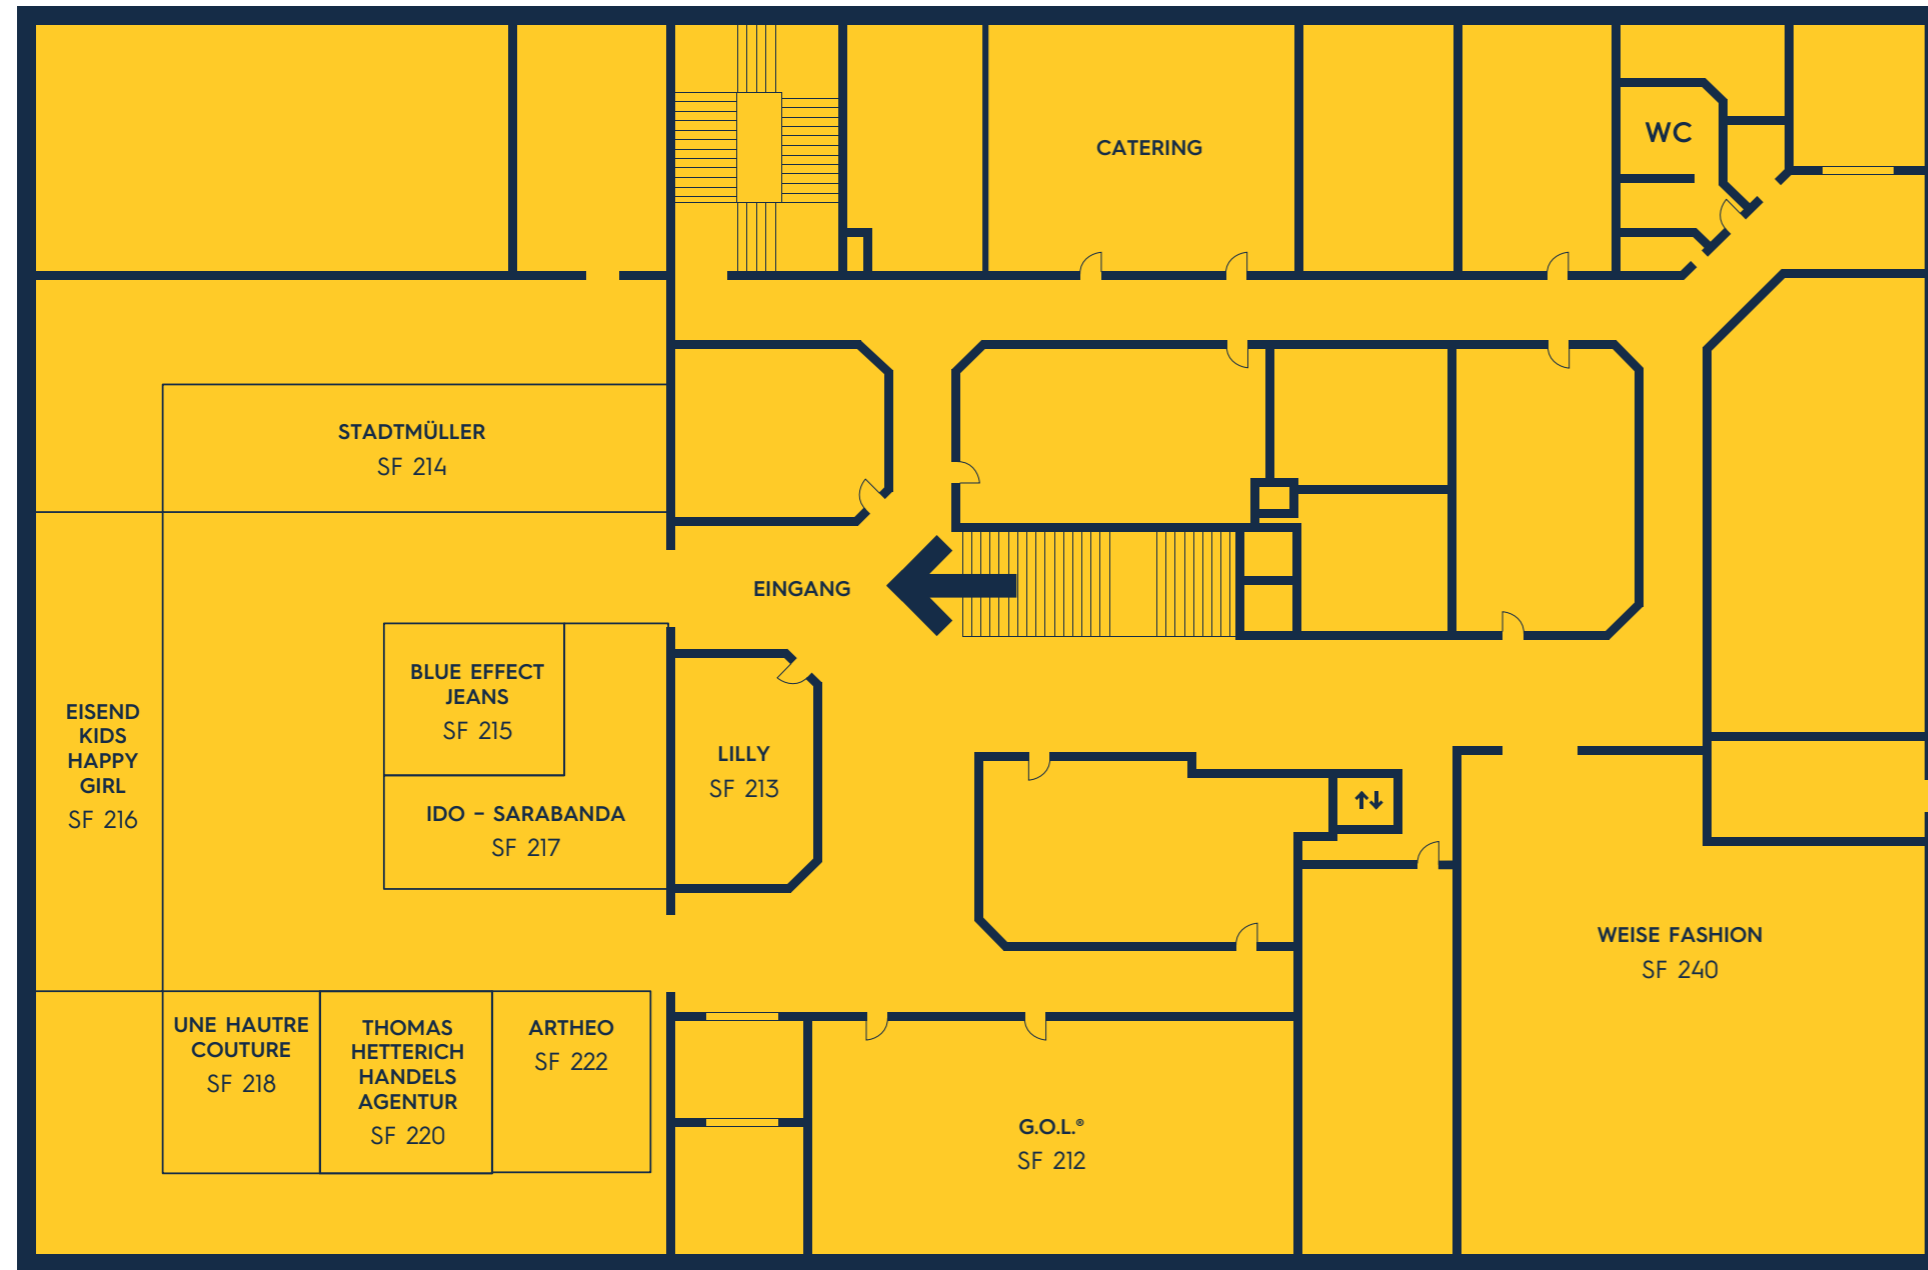 CATERING
WC
STADTMÜLLER
SF 214
EINGANG
BLUE EFFECT
JEANS
SF 215
EISEND
KIDS
HAPPY
GIRL
SF 216
LILLY
SF 213
IDO – SARABANDA
SF 217
↑↓
WEISE FASHION
SF 240
UNE HAUTRE
COUTURE
SF 218
THOMAS
HETTERICH
HANDELS
AGENTUR
SF 220
ARTHEO
SF 222
G.O.L.®
SF 212